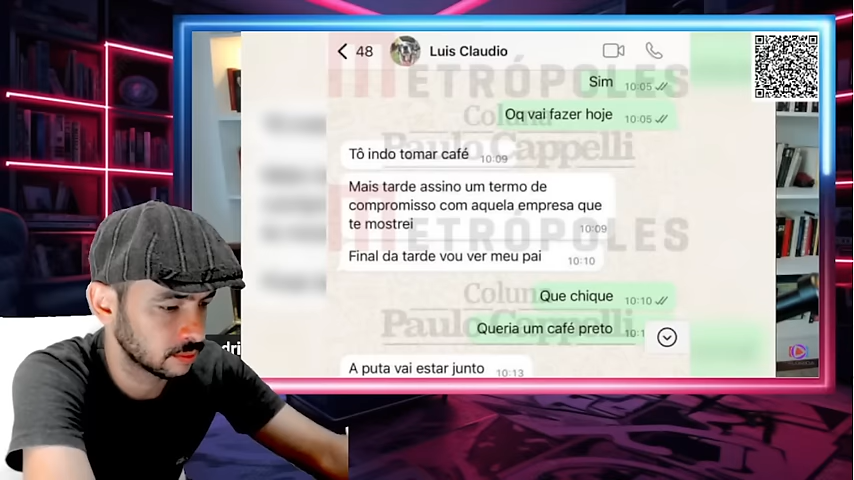 48 Luis Claudio
METRÓPOLES
Sim 10:05
Coluna
Oq vai fazer hoje 10:05
Paulo Cappelli
Tô indo tomar café 10:09
Mais tarde assino um termo de
compromisso com aquela empresa que
te mostrei 10:09
METRÓPOLES
Final da tarde vou ver meu pai 10:10
Coluna
Que chique 10:10
Paulo Cappelli
Queria um café preto
A puta vai estar junto 10:13